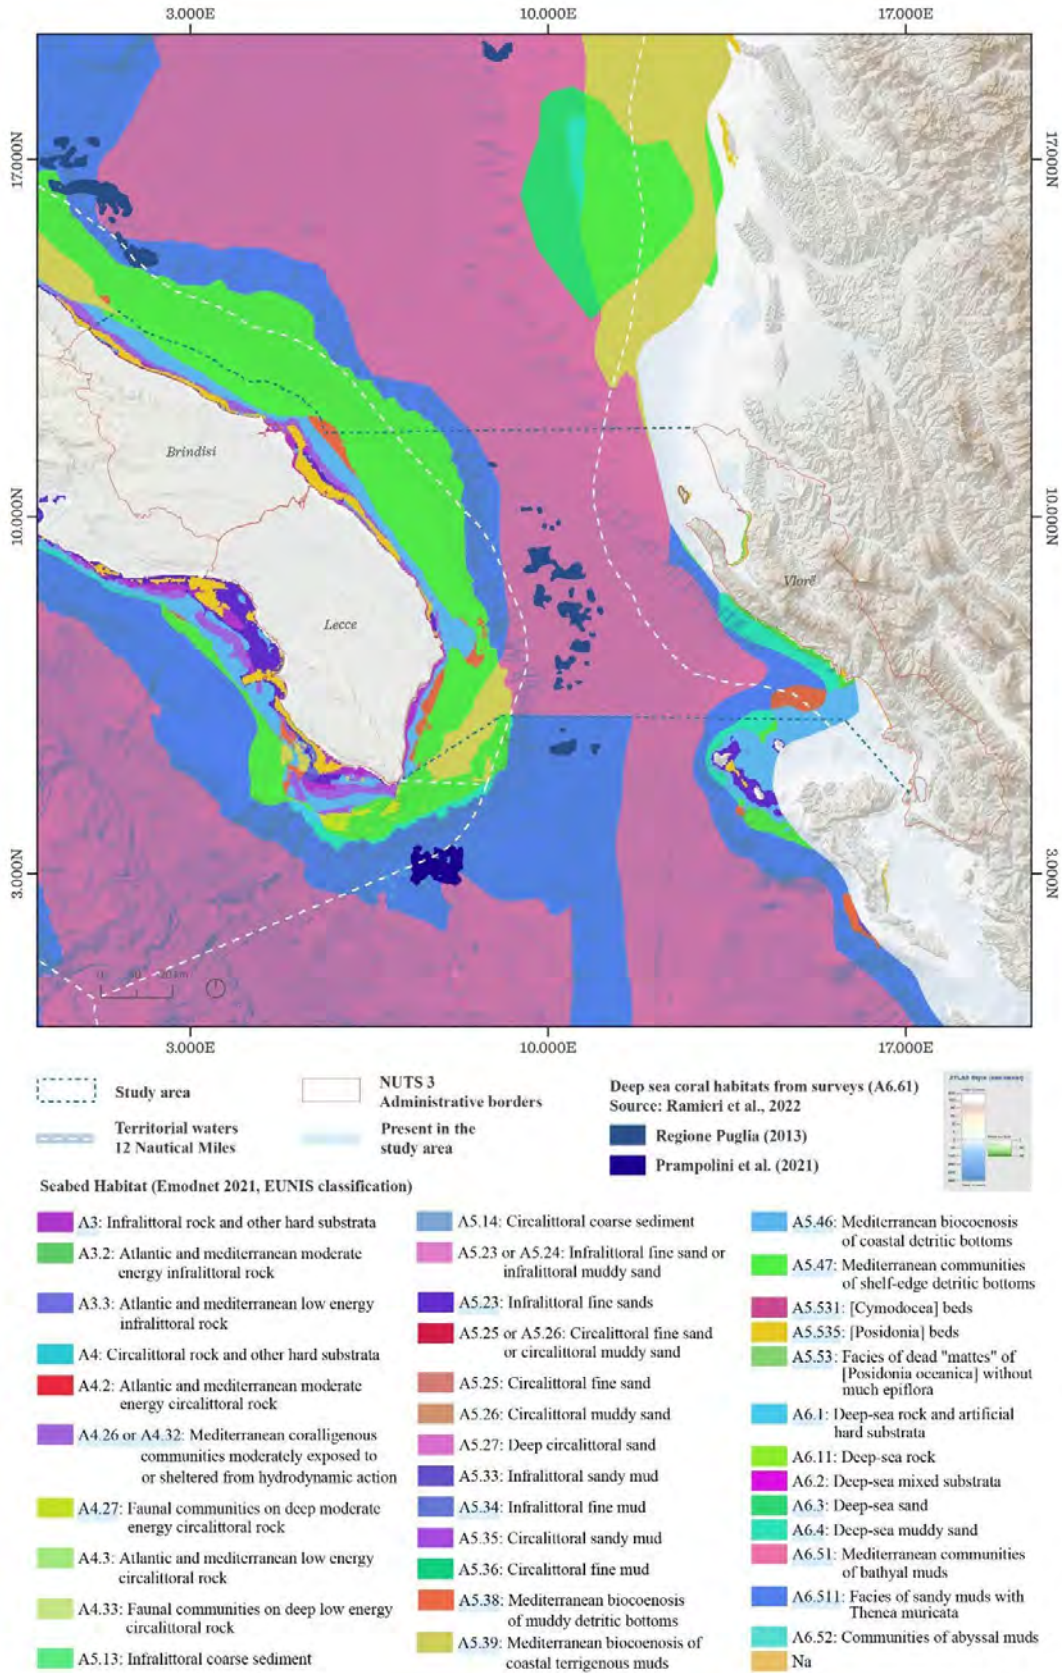 3.000E 10.000E 17.000E
17.000N 17.000N
Brindisi
10.000N 10.000N
Vlorë
Lecce
3.000N 3.000N
3.000E 10.000E 17.000E
Study area
NUTS 3
Administrative borders
Territorial waters
12 Nautical Miles
Present in the
study area
Deep sea coral habitats from surveys (A6.61)
Source: Ramieri et al., 2022
Regione Puglia (2013)
Prampolini et al. (2021)
Seabed Habitat (Emodnet 2021, EUNIS classification)
A3: Infralittoral rock and other hard substrata
A3.2: Atlantic and mediterranean moderate
energy infralittoral rock
A3.3: Atlantic and mediterranean low energy
infralittoral rock
A4: Circalittoral rock and other hard substrata
A4.2: Atlantic and mediterranean moderate
energy circalittoral rock
A4.26 or A4.32: Mediterranean coralligenous
communities moderately exposed to
or sheltered from hydrodynamic action
A4.27: Faunal communities on deep moderate
energy circalittoral rock
A4.3: Atlantic and mediterranean low energy
circalittoral rock
A4.33: Faunal communities on deep low energy
circalittoral rock
A5.13: Infralittoral coarse sediment
A5.14: Circalittoral coarse sediment
A5.23 or A5.24: Infralittoral fine sand or
infralittoral muddy sand
A5.23: Infralittoral fine sands
A5.25 or A5.26: Circalittoral fine sand
or circalittoral muddy sand
A5.25: Circalittoral fine sand
A5.26: Circalittoral muddy sand
A5.27: Deep circalittoral sand
A5.33: Infralittoral sandy mud
A5.34: Infralittoral fine mud
A5.35: Circalittoral sandy mud
A5.36: Circalittoral fine mud
A5.38: Mediterranean biocoenosis
of muddy detritic bottoms
A5.39: Mediterranean biocoenosis of
coastal terrigenous muds
A5.46: Mediterranean biocoenosis
of coastal detritic bottoms
A5.47: Mediterranean communities
of shelf-edge detritic bottoms
A5.531: [Cymodocea] beds
A5.535: [Posidonia] beds
A5.53: Facies of dead "mattes" of
[Posidonia oceanica] without
much epiflora
A6.1: Deep-sea rock and artificial
hard substrata
A6.11: Deep-sea rock
A6.2: Deep-sea mixed substrata
A6.3: Deep-sea sand
A6.4: Deep-sea muddy sand
A6.51: Mediterranean communities
of bathyal muds
A6.511: Facies of sandy muds with
Thenea muricata
A6.52: Communities of abyssal muds
Na